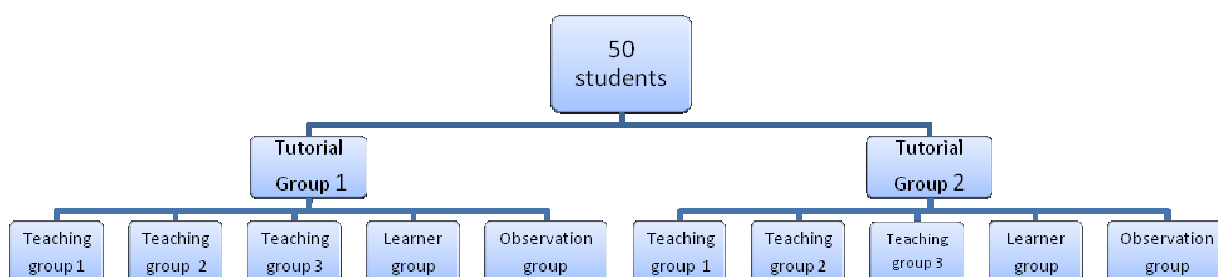 50
students
Tutorial
Group 1
Tutorial
Group 2
Teaching
group 1
Teaching
group 2
Teaching
group 3
Learner
group
Observation
group
Teaching
group 1
Teaching
group 2
Teaching
group 3
Learner
group
Observation
group